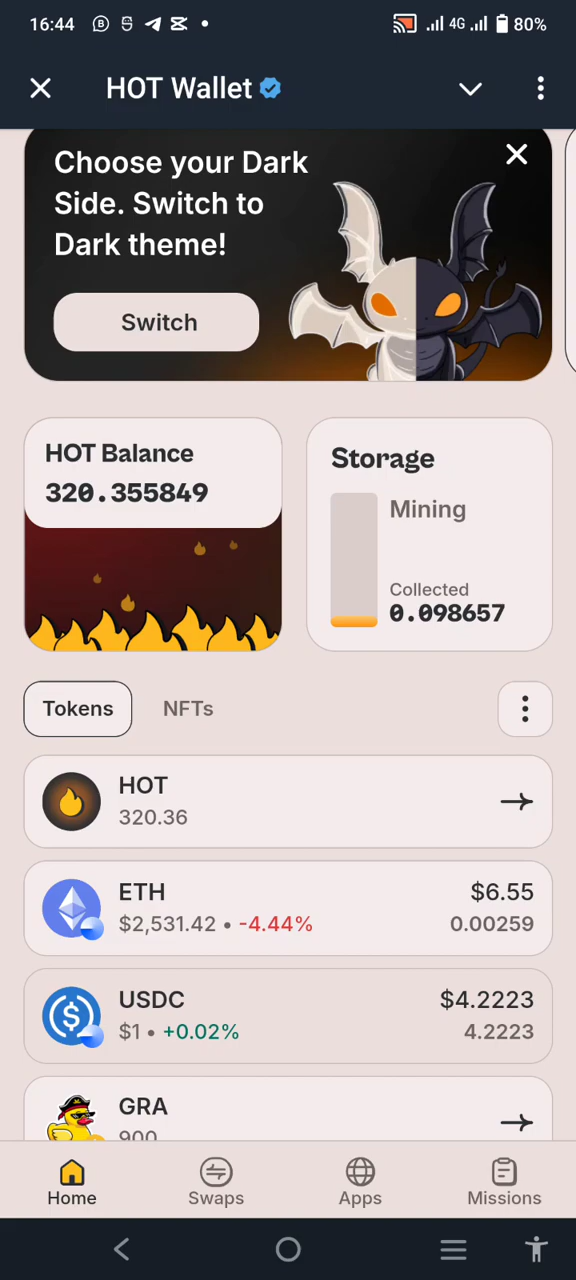 16:44 4G 80%
HOT Wallet
Choose your Dark
Side. Switch to
Dark theme!
Switch
HOT Balance
320.355849
Storage
Mining
Collected
0.098657
Tokens NFTs
HOT
320.36
ETH $6.55
$2,531.42 • -4.44% 0.00259
USDC $4.2223
$1 • +0.02% 4.2223
GRA
900
Home Swaps Apps Missions